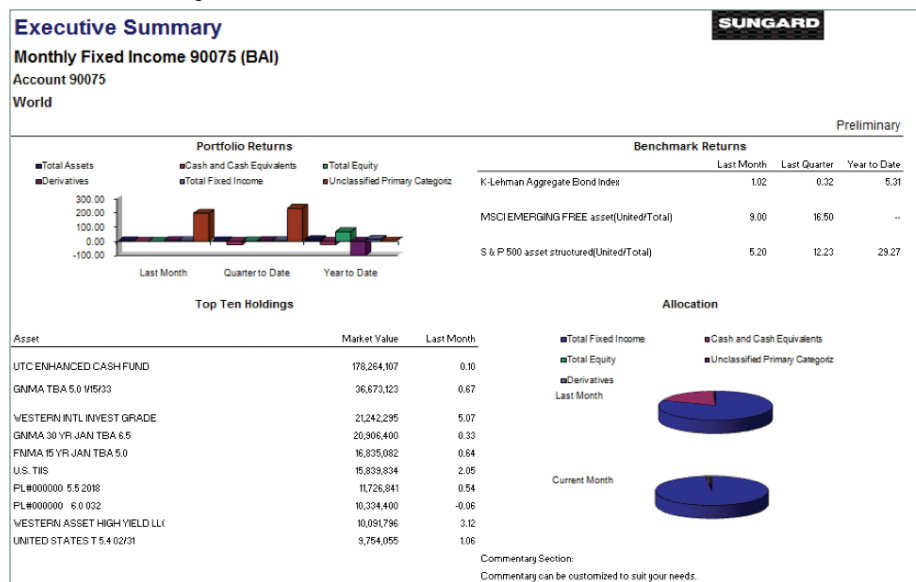 Executive Summary
SUNGARD
Monthly Fixed Income 90075 (BAI)
Account 90075
World
Preliminary
Portfolio Returns
Total Assets Cash and Cash Equivalents Total Equity
Derivatives Total Fixed Income Unclassified Primary Categoriz
300.00
200.00
100.00
0.00
-100.00
Last Month Quarter to Date Year to Date
Benchmark Returns
Last Month Last Quarter Year to Date
K-Lehman Aggregate Bond Index 1.02 0.32 5.31
MSCI EMERGING FREE asset(United/Total) 9.00 16.50 --
S & P 500 asset structured(United/Total) 5.20 12.23 29.27
Top Ten Holdings
Asset Market Value Last Month
UTC ENHANCED CASH FUND 178,264,107 0.10
GNMA TBA 5.0 1/15/33 36,673,123 0.67
WESTERN INTL INVEST GRADE 21,242,295 5.07
GNMA 30 YR JAN TBA 6.5 20,906,400 0.33
FNMA 15 YR JAN TBA 5.0 16,835,082 0.64
U.S. TIIS 15,839,834 2.05
PL#000000 5.5 2018 11,726,841 0.54
PL#000000 6.0 032 10,334,400 -0.06
WESTERN ASSET HIGH YIELD LL( 10,091,796 3.12
UNITED STATES T 5.4 02/31 9,754,055 1.06
Allocation
Total Fixed Income Cash and Cash Equivalents
Total Equity Unclassified Primary Categoriz
Derivatives
Last Month
Current Month
Commentary Section:
Commentary can be customized to suit your needs.